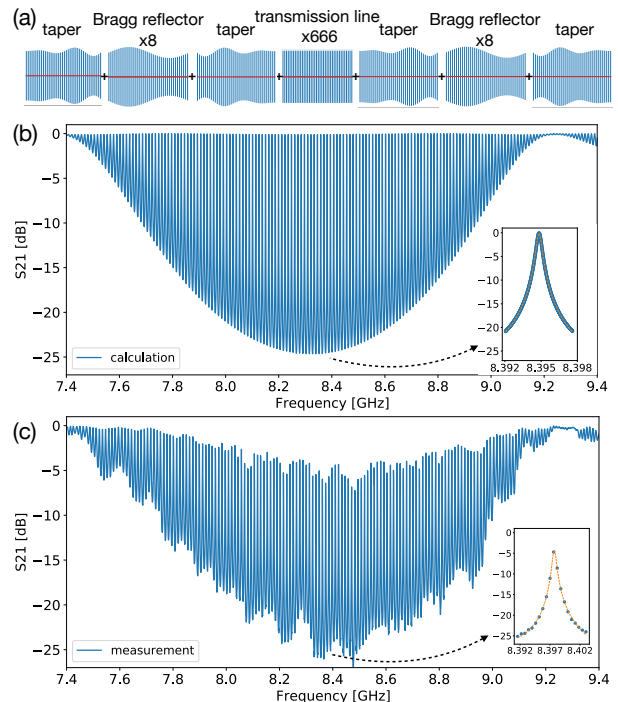 (a)
taper
Bragg reflector
x8
taper
transmission line
x666
taper
Bragg reflector
x8
taper
+ + + + + +
(b)
0
−5
−10
−15
−20
−25
S21 [dB]
calculation
7.4 7.6 7.8 8.0 8.2 8.4 8.6 8.8 9.0 9.2 9.4
Frequency [GHz]
0
−5
−10
−15
−20
−25
8.392 8.395 8.398
(c)
0
−5
−10
−15
−20
−25
S21 [dB]
measurement
7.4 7.6 7.8 8.0 8.2 8.4 8.6 8.8 9.0 9.2 9.4
Frequency [GHz]
0
−5
−10
−15
−20
−25
8.392 8.397 8.402